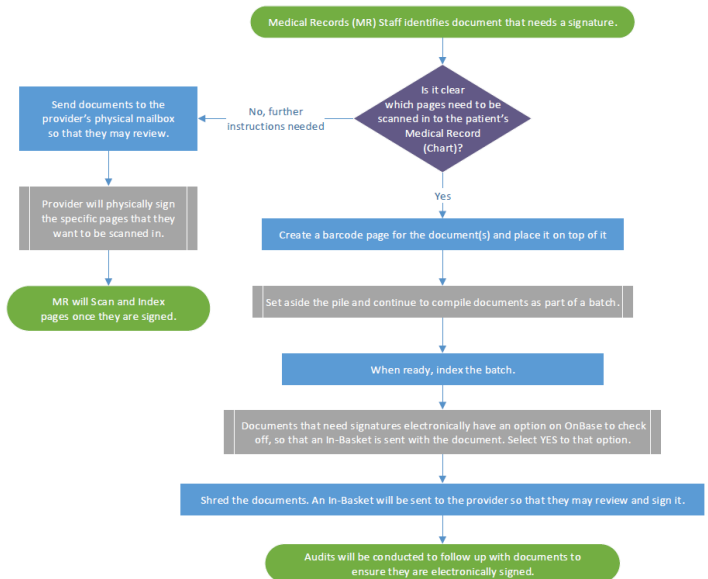 Medical Records (MR) Staff identifies document that needs a signature.
Is it clear
which pages need to be
scanned in to the patient's
Medical Record
(Chart)?
No, further
instructions needed
Send documents to the
provider's physical mailbox
so that they may review.
Provider will physically sign
the specific pages that they
want to be scanned in.
MR will Scan and Index
pages once they are signed.
Yes
Create a barcode page for the document(s) and place it on top of it
Set aside the pile and continue to compile documents as part of a batch.
When ready, index the batch.
Documents that need signatures electronically have an option on OnBase to check
off, so that an In-Basket is sent with the document. Select YES to that option.
Shred the documents. An In-Basket will be sent to the provider so that they may review and sign it.
Audits will be conducted to follow up with documents to
ensure they are electronically signed.